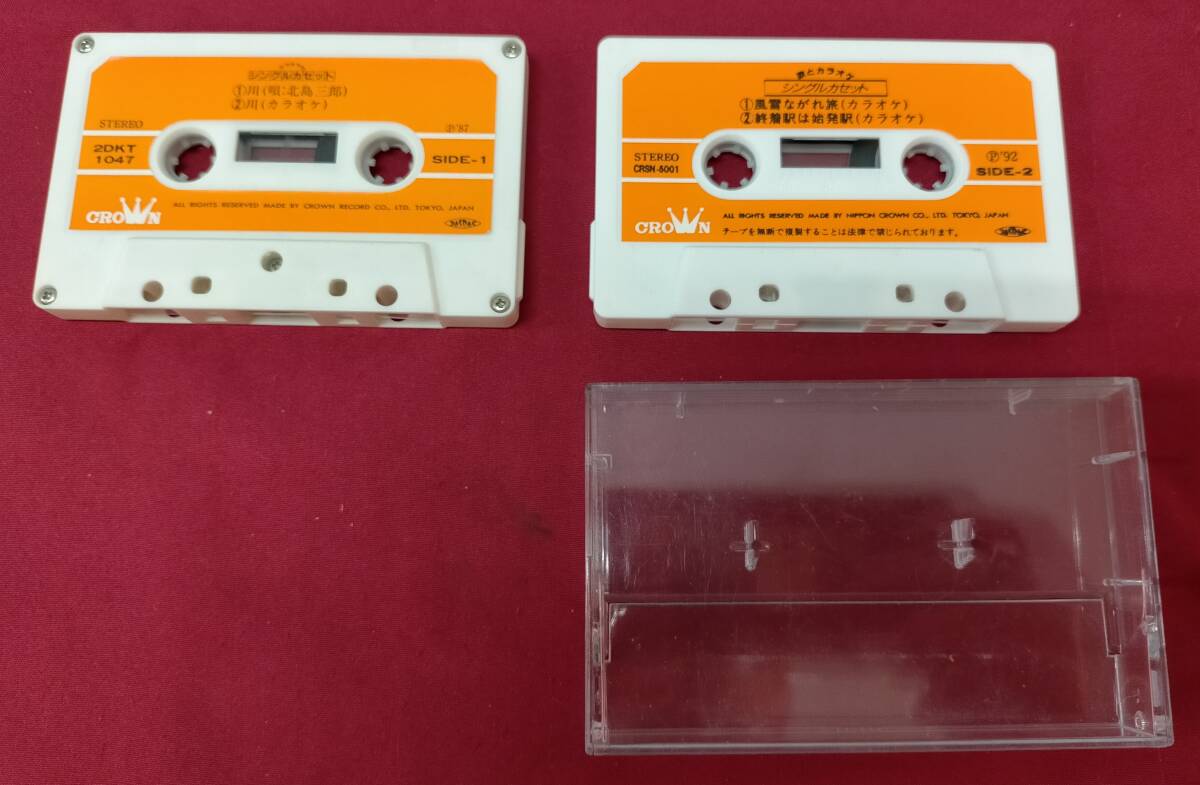 シングルカセット
①川(唄:北島三郎)
②川(カラオケ)
STEREO
℗'87
2DKT
1047
SIDE-1
CROWN
ALL RIGHTS RESERVED MADE BY CROWN RECORD CO., LTD. TOKYO, JAPAN
歌とカラオケ
シングルカセット
①風雪ながれ旅(カラオケ)
②終着駅は始発駅(カラオケ)
STEREO
CRSN-5001
℗'92
SIDE-2
CROWN
ALL RIGHTS RESERVED MADE BY NIPPON CROWN CO., LTD. TOKYO, JAPAN
テープを無断で複製することは法律で禁じられております。